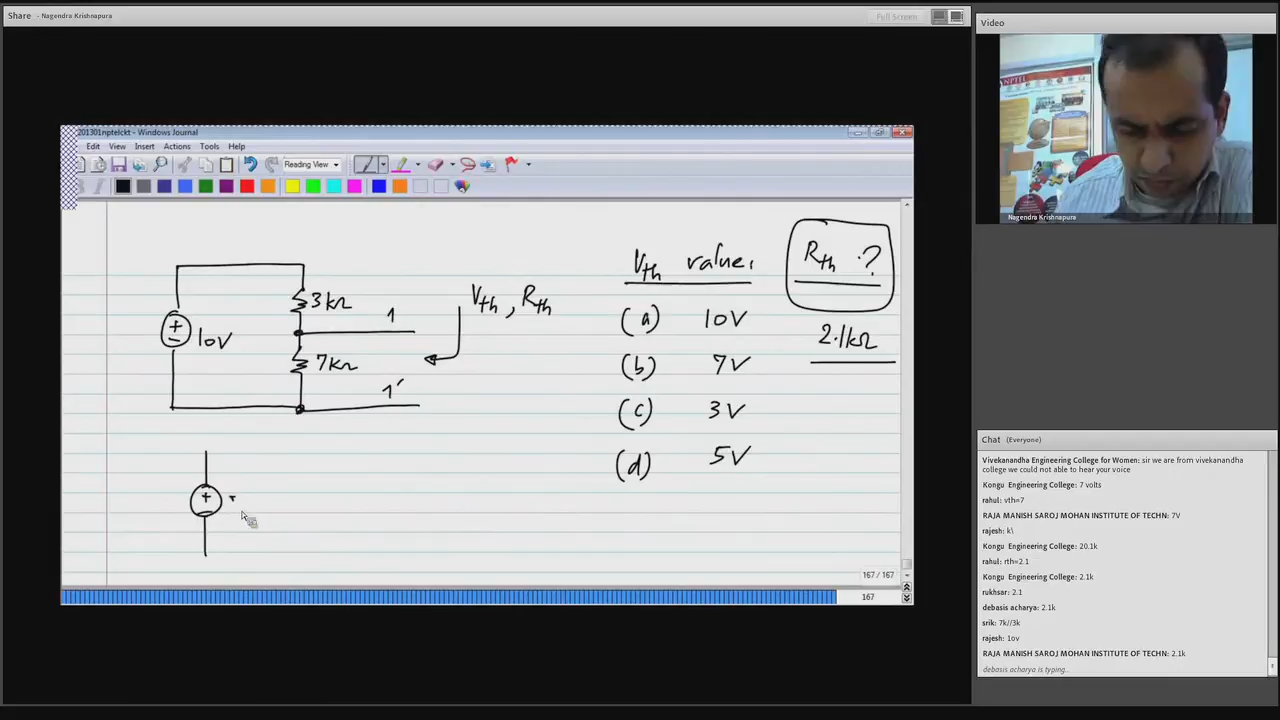 Share - Nagendra Krishnapura
Full Screen
Video
NPTEL
Nagendra Krishnapura
201301nptelckt - Windows Journal
Edit View Insert Actions Tools Help
Reading View
3kΩ
1
10V
7kΩ
1′
Vth , Rth
Vth value:
(a) 10V
(b) 7V
(c) 3V
(d) 5V
Rth ?
2.1kΩ
167 / 167
167
Chat (Everyone)
Vivekanandha Engineering College for Women: sir we are from vivekanandha
college we could not able to hear your voice
Kongu Engineering College: 7 volts
rahul: vth=7
RAJA MANISH SAROJ MOHAN INSTITUTE OF TECHN: 7V
rajesh: k\
Kongu Engineering College: 20.1k
rahul: rth=2.1
Kongu Engineering College: 2.1k
rukhsar: 2.1
debasis acharya: 2.1k
srik: 7k//3k
rajesh: 1ov
RAJA MANISH SAROJ MOHAN INSTITUTE OF TECHN: 2.1k
debasis acharya is typing..